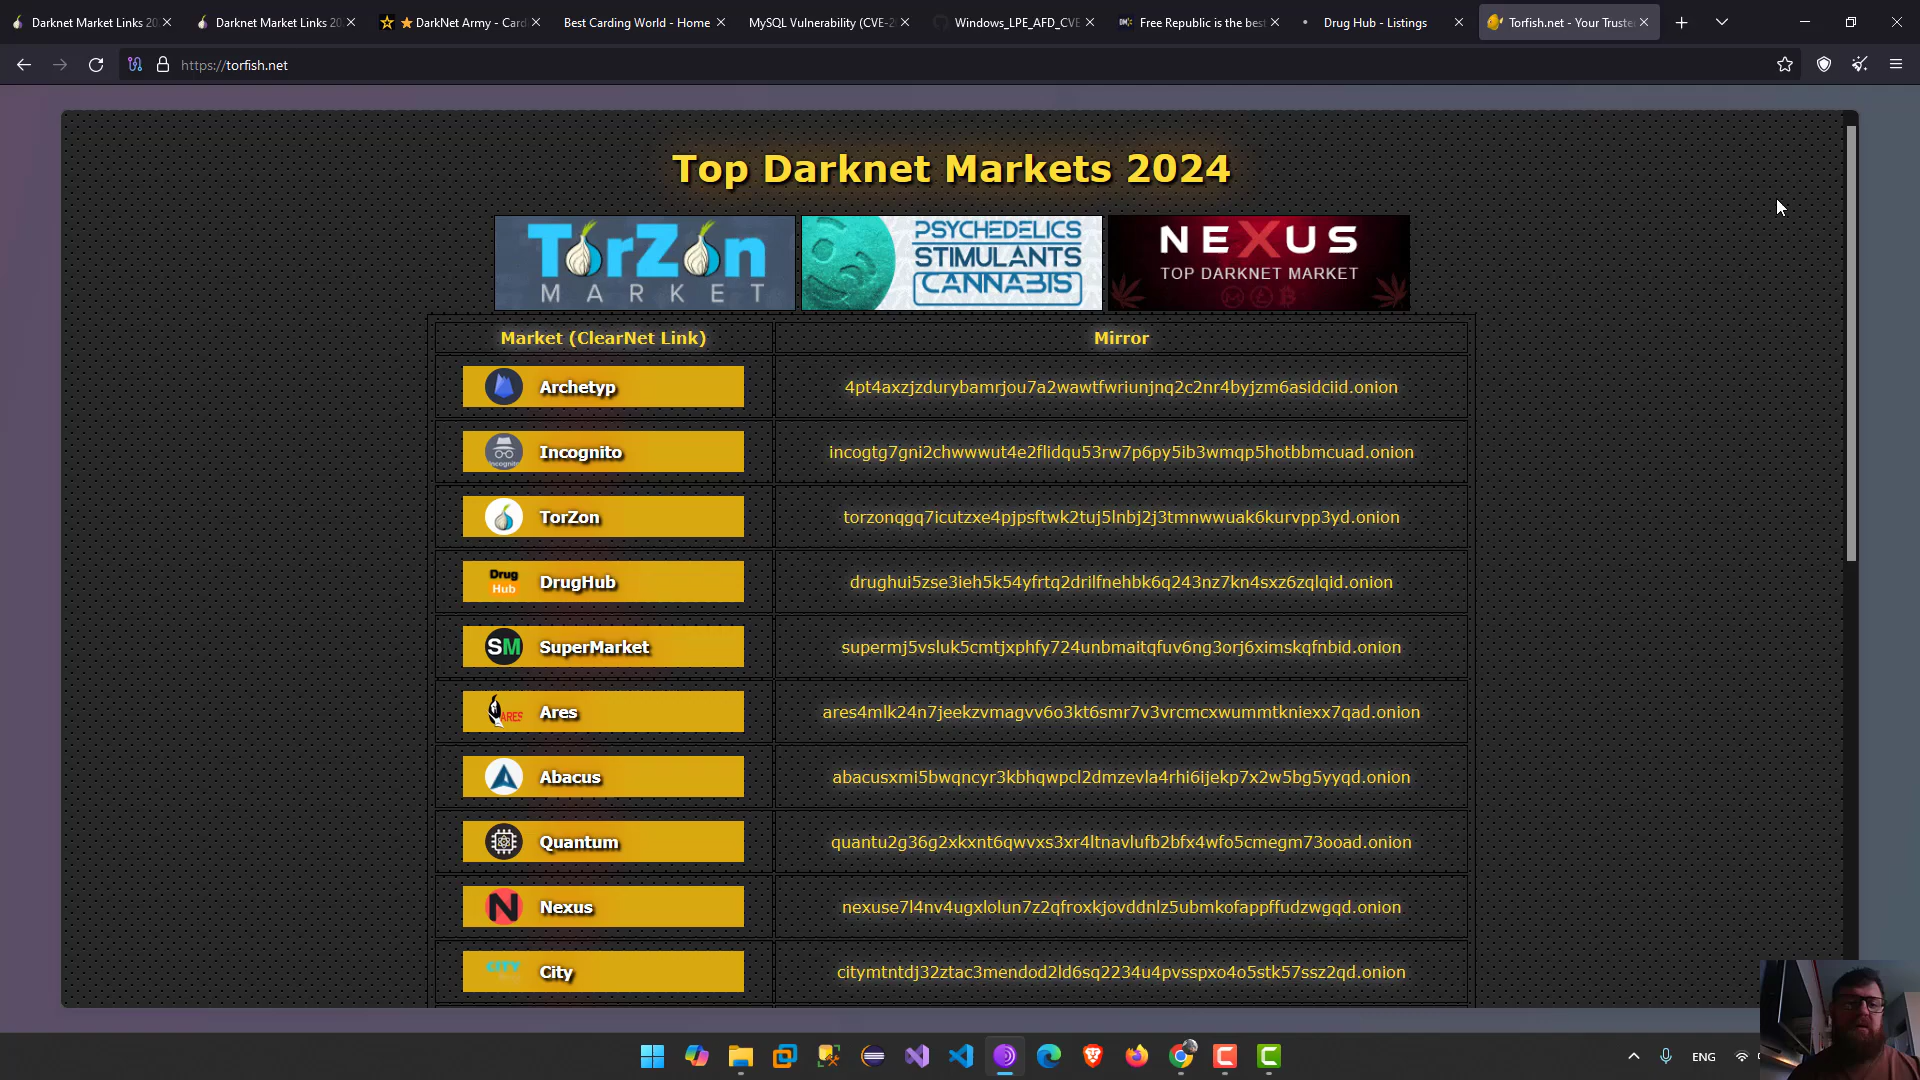 Darknet Market Links 20
Darknet Market Links 20
DarkNet Army - Card
Best Carding World - Home
MySQL Vulnerability (CVE-2
Windows_LPE_AFD_CVE
Free Republic is the best
Drug Hub - Listings
Torfish.net - Your Truste
https://torfish.net
Top Darknet Markets 2024
TORZON
MARKET
PSYCHEDELICS
STIMULANTS
CANNABIS
NEXUS
TOP DARKNET MARKET
Market (ClearNet Link) Mirror
Archetyp 4pt4axzjzdurybamrjou7a2wawtfwriunjnq2c2nr4byjzm6asidciid.onion
incognito
Incognito incogtg7gni2chwwwut4e2flidqu53rw7p6py5ib3wmqp5hotbbmcuad.onion
TorZon torzonqgq7icutzxe4pjpsftwk2tuj5lnbj2j3tmnwwuak6kurvpp3yd.onion
Drug
Hub
DrugHub drughui5zse3ieh5k54yfrtq2drilfnehbk6q243nz7kn4sxz6zqlqid.onion
SM SuperMarket supermj5vsluk5cmtjxphfy724unbmaitqfuv6ng3orj6ximskqfnbid.onion
ARES Ares ares4mlk24n7jeekzvmagvv6o3kt6smr7v3vrcmcxwummtkniexx7qad.onion
Abacus abacusxmi5bwqncyr3kbhqwpcl2dmzevla4rhi6ijekp7x2w5bg5yyqd.onion
Quantum quantu2g36g2xkxnt6qwvxs3xr4ltnavlufb2bfx4wfo5cmegm73ooad.onion
N Nexus nexuse7l4nv4ugxlolun7z2qfroxkjovddnlz5ubmkofappffudzwgqd.onion
CITY City citymtntdj32ztac3mendod2ld6sq2234u4pvsspxo4o5stk57ssz2qd.onion
ENG